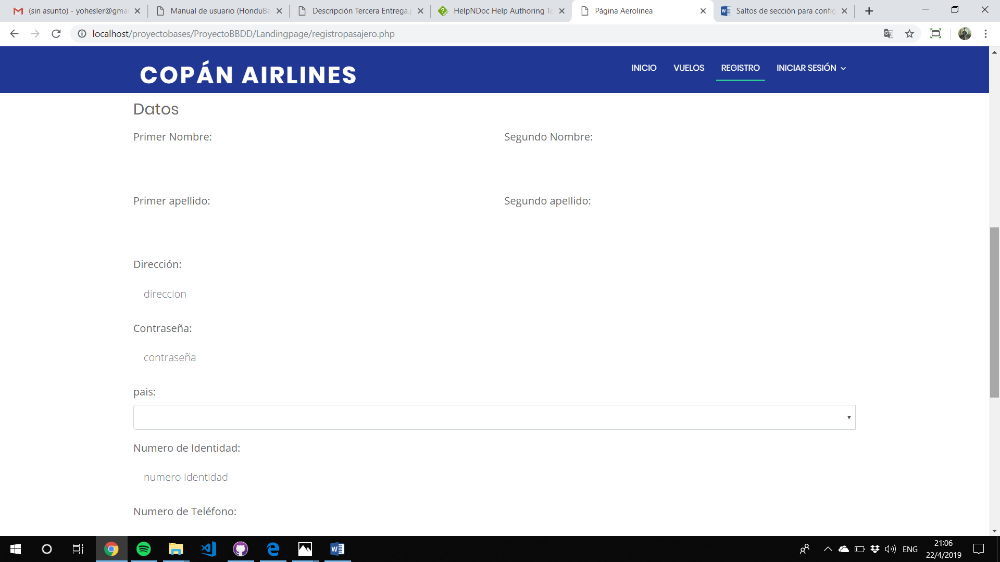 (sin asunto) - yohesler@gmai
Manual de usuario (HonduBa
Descripción Tercera Entrega.p
HelpNDoc Help Authoring To
Página Aerolinea
Saltos de sección para config
localhost/proyectobases/ProyectoBBDD/Landingpage/registropasajero.php
COPÁN AIRLINES
INICIO
VUELOS
REGISTRO
INICIAR SESIÓN
Datos
Primer Nombre:
Segundo Nombre:
Primer apellido:
Segundo apellido:
Dirección:
direccion
Contraseña:
contraseña
pais:
Numero de Identidad:
numero Identidad
Numero de Teléfono:
ENG
21:06
22/4/2019